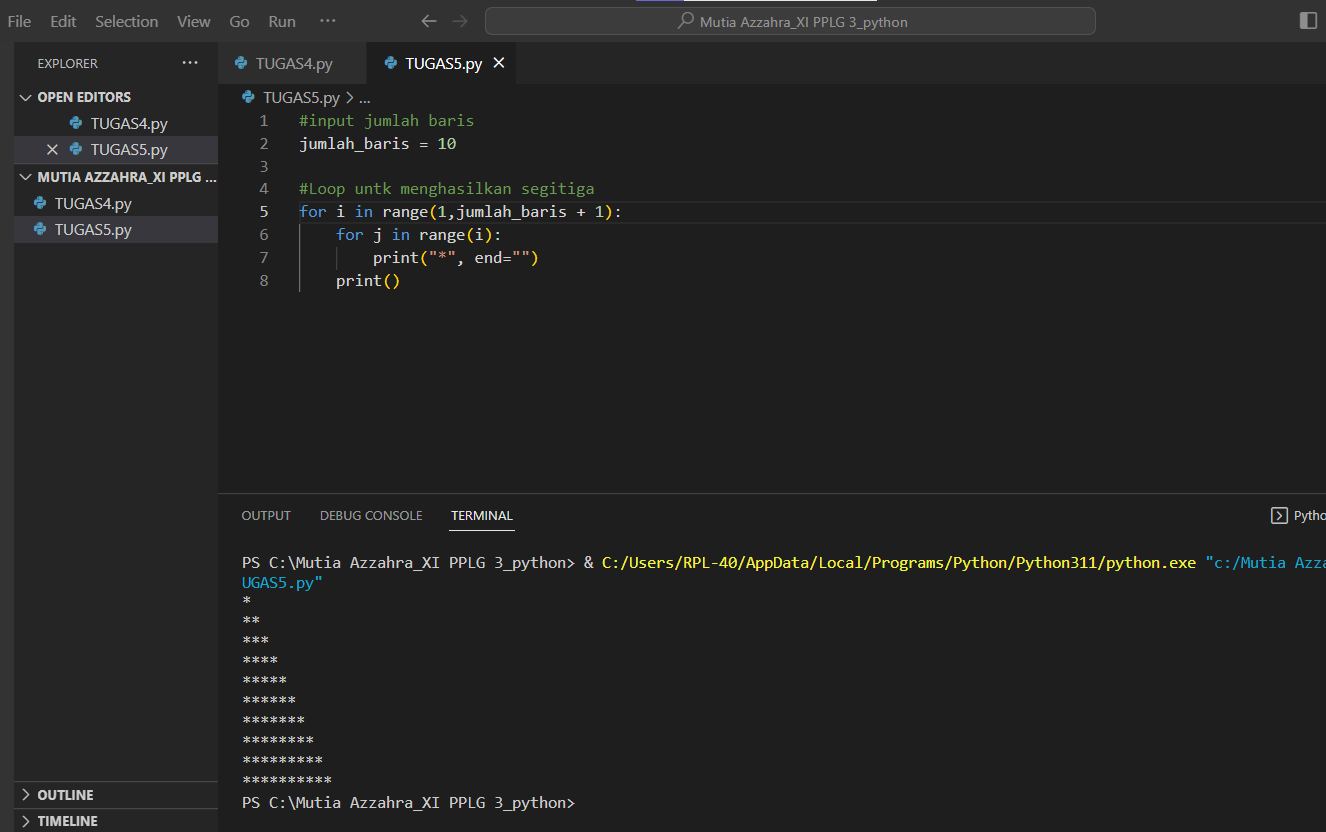 File Edit Selection View Go Run ···
Mutia Azzahra_XI PPLG 3_python
EXPLORER ···
OPEN EDITORS
TUGAS4.py
TUGAS5.py
MUTIA AZZAHRA_XI PPLG ...
TUGAS4.py
TUGAS5.py
OUTLINE
TIMELINE
TUGAS4.py TUGAS5.py
TUGAS5.py > ...
1 #input jumlah baris
2 jumlah_baris = 10
3
4 #Loop untk menghasilkan segitiga
5 for i in range(1,jumlah_baris + 1):
6     for j in range(i):
7         print("*", end="")
8     print()
OUTPUT DEBUG CONSOLE TERMINAL Pytho
PS C:\Mutia Azzahra_XI PPLG 3_python> & C:/Users/RPL-40/AppData/Local/Programs/Python/Python311/python.exe "c:/Mutia Azza
UGAS5.py"
*
**
***
****
*****
******
*******
********
*********
**********
PS C:\Mutia Azzahra_XI PPLG 3_python>